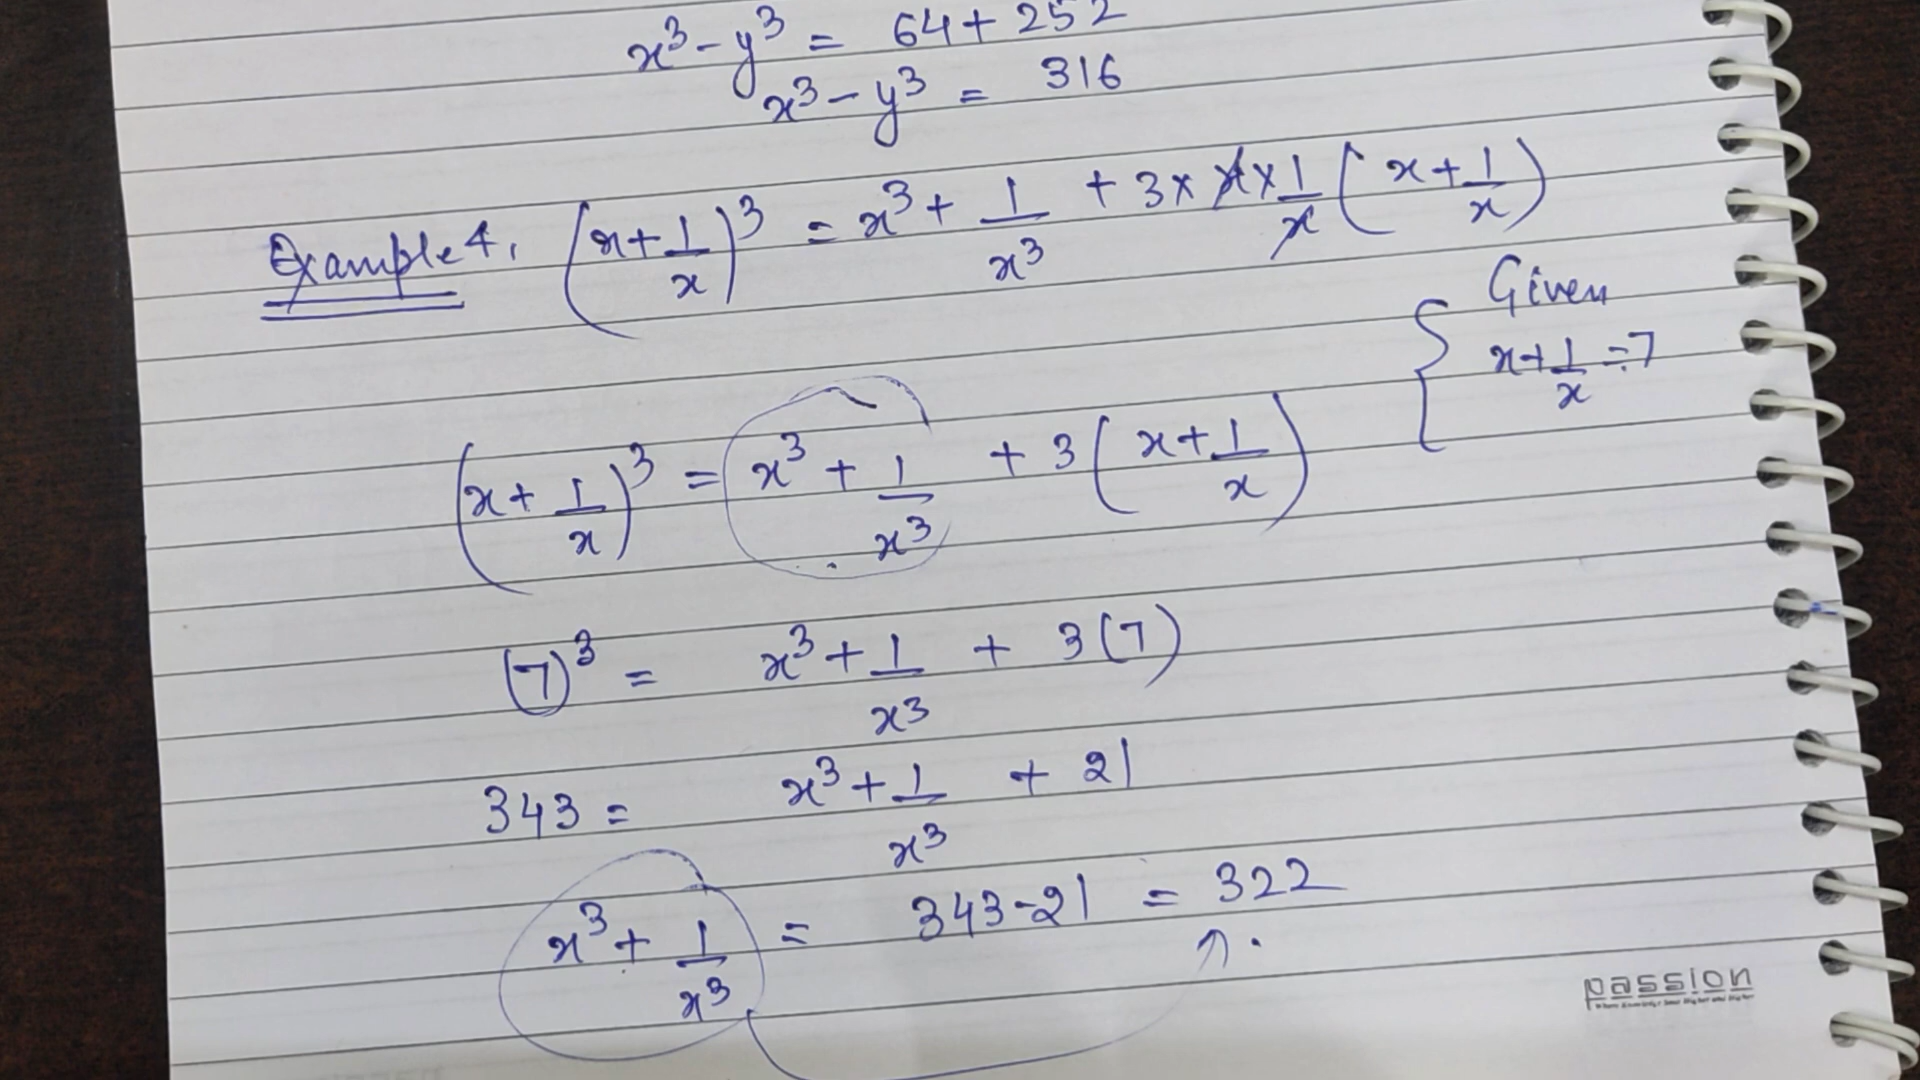 x³ - y³ = 64 + 252
x³ - y³ = 316
Example 4. (x + 1/x)³ = x³ + 1/x³ + 3 × x × 1/x (x + 1/x)
Given
x + 1/x = 7
(x + 1/x)³ = x³ + 1/x³ + 3 (x + 1/x)
(7)³ = x³ + 1/x³ + 3(7)
343 = x³ + 1/x³ + 21
x³ + 1/x³ = 343 - 21 = 322
passion